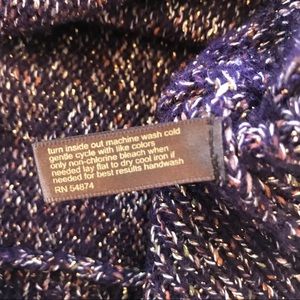 turn inside out machine wash cold
gentle cycle with like colors
only non-chlorine bleach when
needed lay flat to dry cool iron if
needed for best results handwash
RN 54874